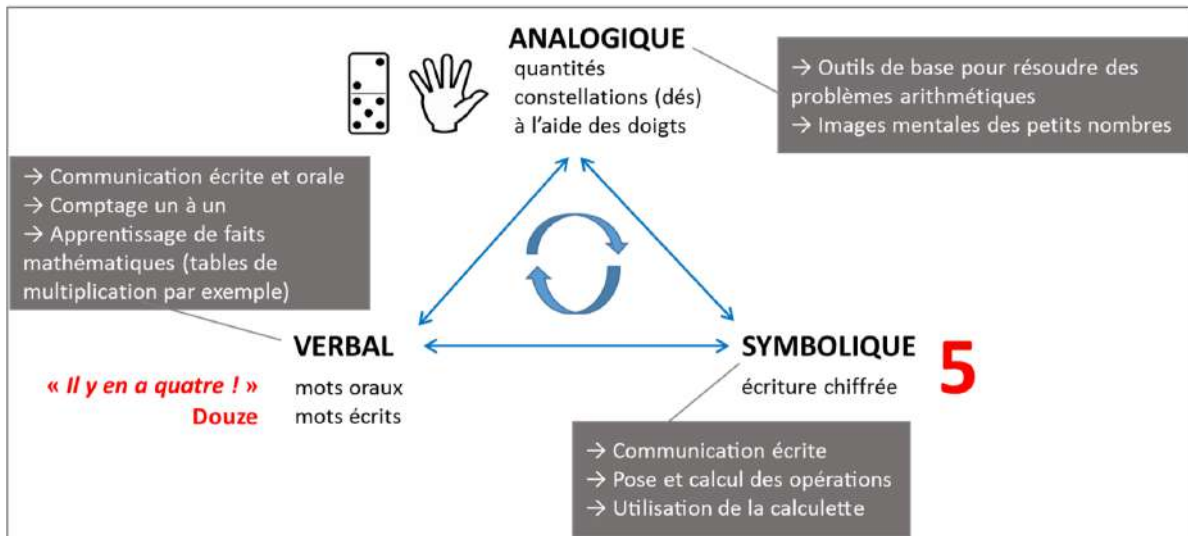 ANALOGIQUE
quantités
constellations (dés)
à l'aide des doigts
→ Outils de base pour résoudre des
problèmes arithmétiques
→ Images mentales des petits nombres
→ Communication écrite et orale
→ Comptage un à un
→ Apprentissage de faits
mathématiques (tables de
multiplication par exemple)
VERBAL
« Il y en a quatre ! » mots oraux
Douze mots écrits
SYMBOLIQUE
écriture chiffrée
5
→ Communication écrite
→ Pose et calcul des opérations
→ Utilisation de la calculette